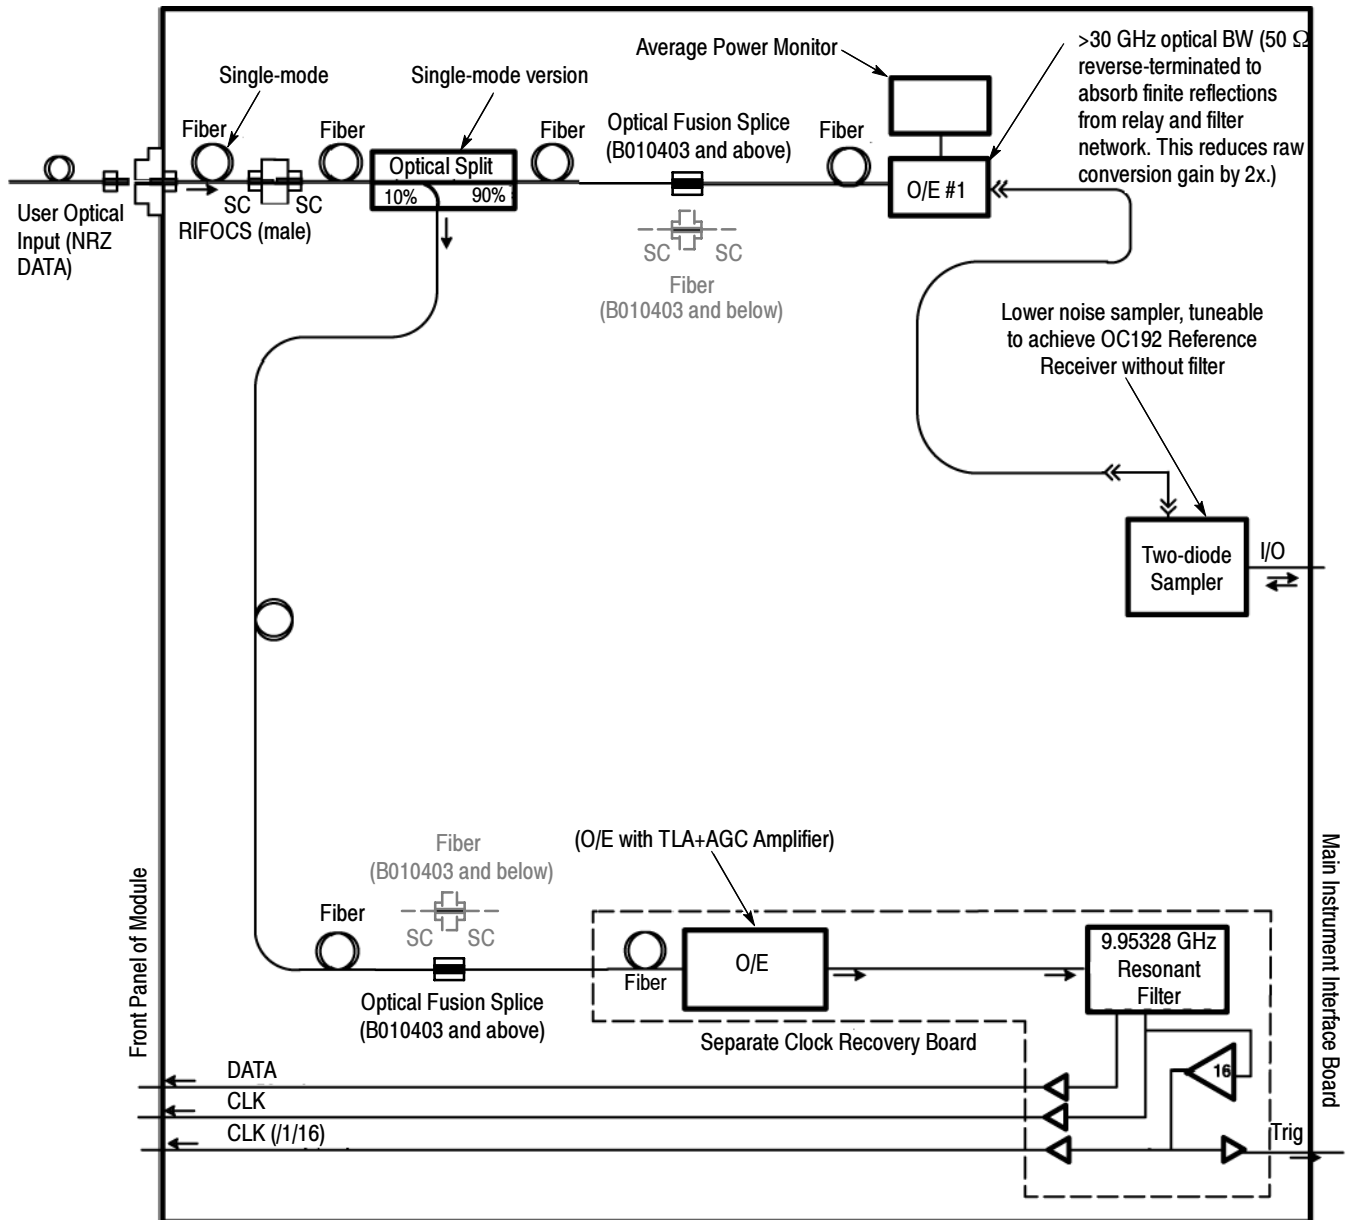 Average Power Monitor
>30 GHz optical BW (50 Ω
reverse-terminated to
absorb finite reflections
from relay and filter
network. This reduces raw
conversion gain by 2x.)
Single-mode
Single-mode version
Fiber
Fiber
Fiber
Optical Fusion Splice
(B010403 and above)
Fiber
Optical Split
10%
90%
O/E #1
User Optical
Input (NRZ
DATA)
SC
SC
RIFOCS (male)
SC
SC
Fiber
(B010403 and below)
Lower noise sampler, tuneable
to achieve OC192 Reference
Receiver without filter
Two-diode
Sampler
I/O
Fiber
(B010403 and below)
SC
SC
(O/E with TLA+AGC Amplifier)
Front Panel of Module
Main Instrument Interface Board
Fiber
Optical Fusion Splice
(B010403 and above)
Fiber
O/E
9.95328 GHz
Resonant
Filter
Separate Clock Recovery Board
16
DATA
CLK
CLK (/1/16)
Trig